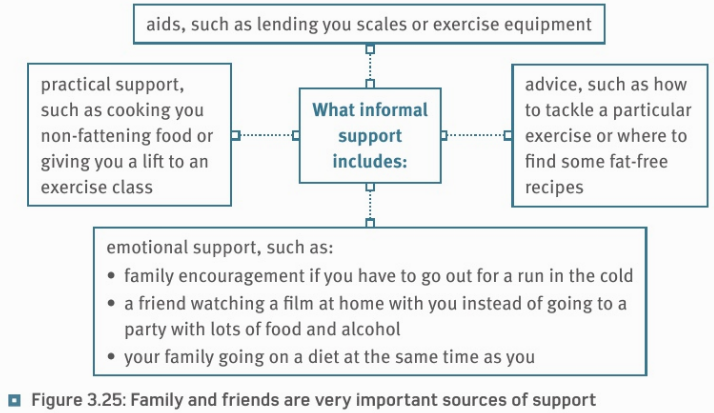 aids, such as lending you scales or exercise equipment
practical support,
such as cooking you
non-fattening food or
giving you a lift to an
exercise class
What informal
support
includes:
advice, such as how
to tackle a particular
exercise or where to
find some fat-free
recipes
emotional support, such as:
• family encouragement if you have to go out for a run in the cold
• a friend watching a film at home with you instead of going to a
party with lots of food and alcohol
• your family going on a diet at the same time as you
Figure 3.25: Family and friends are very important sources of support